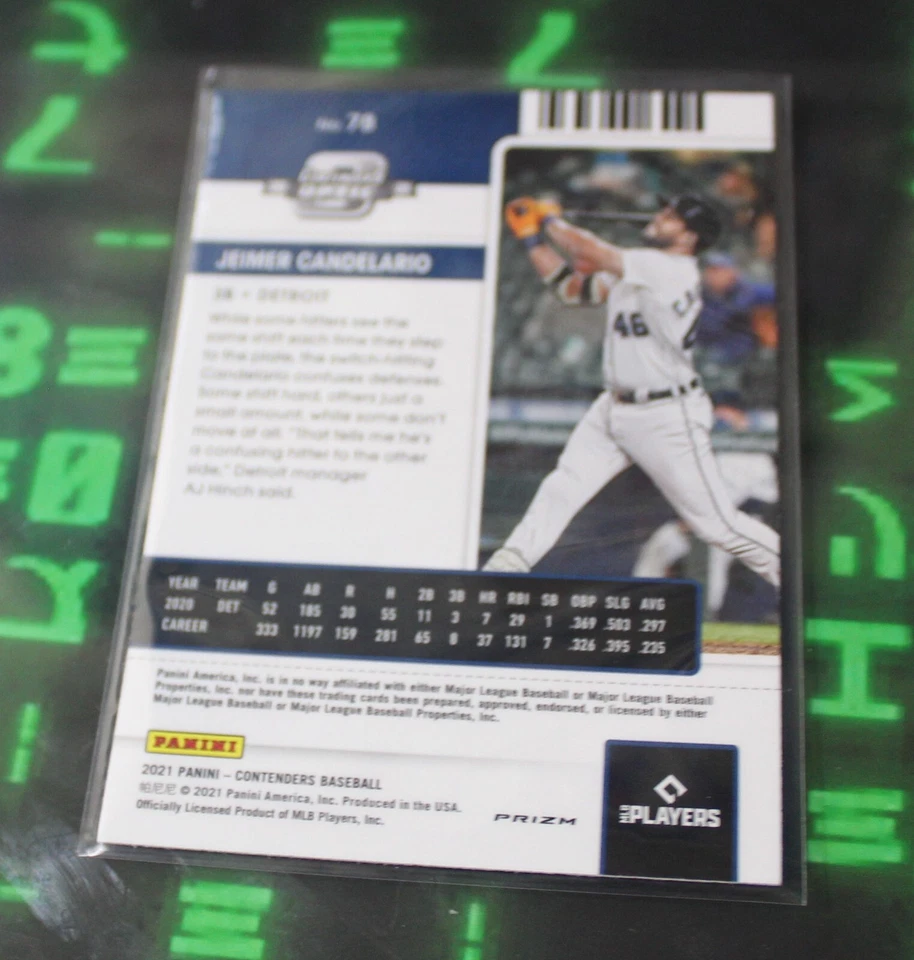 No. 78
OPTIC
JEIMER CANDELARIO
3B • DETROIT
While some hitters see the
same shift each time they step
to the plate, the switch-hitting
Candelario confuses defenses.
Some shift hard, others just a
small amount, while some don't
move at all. "That tells me he's
a confusing hitter to the other
side," Detroit manager
AJ Hinch said.
46
YEAR TEAM G AB R H 2B 3B HR RBI SB OBP SLG AVG
2020 DET 52 185 30 55 11 3 7 29 1 .369 .503 .297
CAREER 333 1197 159 281 65 8 37 131 7 .326 .395 .235
Panini America, Inc. is in no way affiliated with either Major League Baseball or Major League Baseball
Properties, Inc. nor have these trading cards been prepared, approved, endorsed, or licensed by either
Major League Baseball or Major League Baseball Properties, Inc.
PANINI
2021 PANINI – CONTENDERS BASEBALL
帕尼尼 © 2021 Panini America, Inc. Produced in the USA.
Officially Licensed Product of MLB Players, Inc.
PRIZM
MLB PLAYERS